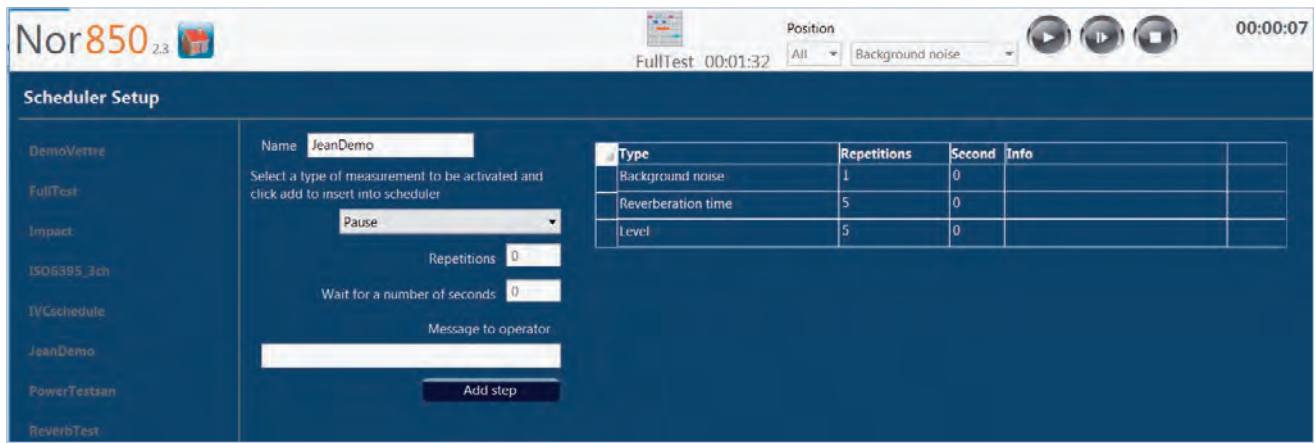 Nor850 2.3
FullTest 00:01:32
Position
All
Background noise
00:00:07
Scheduler Setup
DemoVettre
FullTest
Impact
ISO6395_3ch
IVCschedule
JeanDemo
PowerTestsan
ReverbTest
Name JeanDemo
Select a type of measurement to be activated and
click add to insert into scheduler
Pause
Repetitions 0
Wait for a number of seconds 0
Message to operator
Add step
Type Repetitions Second Info
Background noise 1 0
Reverberation time 5 0
Level 5 0